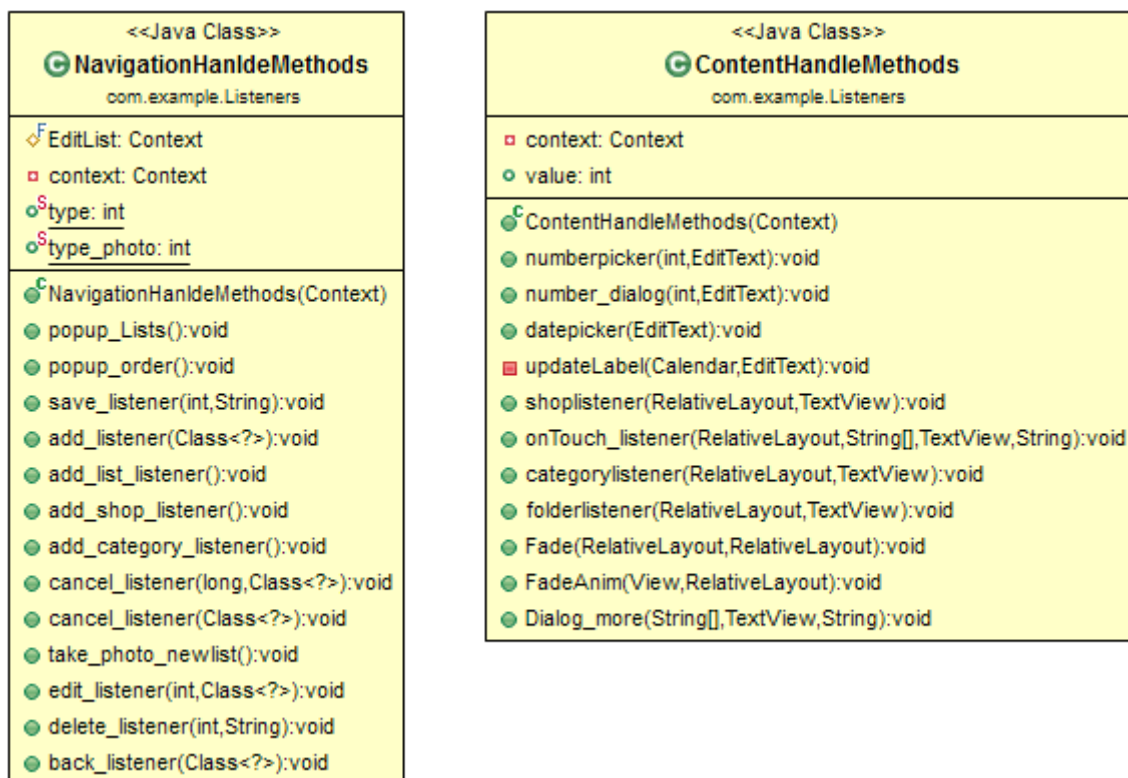 <<Java Class>>
NavigationHanldeMethods
com.example.Listeners
EditList: Context
context: Context
type: int
type_photo: int
NavigationHanldeMethods(Context)
popup_Lists():void
popup_order():void
save_listener(int,String):void
add_listener(Class<?>):void
add_list_listener():void
add_shop_listener():void
add_category_listener():void
cancel_listener(long,Class<?>):void
cancel_listener(Class<?>):void
take_photo_newlist():void
edit_listener(int,Class<?>):void
delete_listener(int,String):void
back_listener(Class<?>):void
<<Java Class>>
ContentHandleMethods
com.example.Listeners
context: Context
value: int
ContentHandleMethods(Context)
numberpicker(int,EditText):void
number_dialog(int,EditText):void
datepicker(EditText):void
updateLabel(Calendar,EditText):void
shoplistener(RelativeLayout,TextView):void
onTouch_listener(RelativeLayout,String[],TextView,String):void
categorylistener(RelativeLayout,TextView):void
folderlistener(RelativeLayout,TextView):void
Fade(RelativeLayout,RelativeLayout):void
FadeAnim(View,RelativeLayout):void
Dialog_more(String[],TextView,String):void